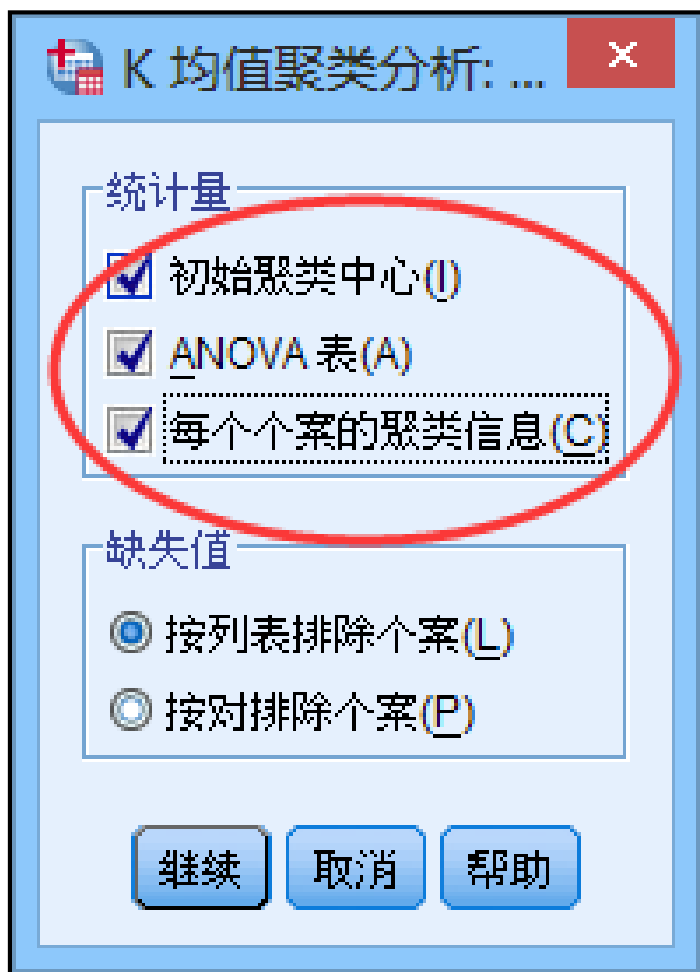 K 均值聚类分析: ...
统计量
初始聚类中心(I)
ANOVA 表(A)
每个个案的聚类信息(C)
缺失值
按列表排除个案(L)
按对排除个案(P)
继续 取消 帮助